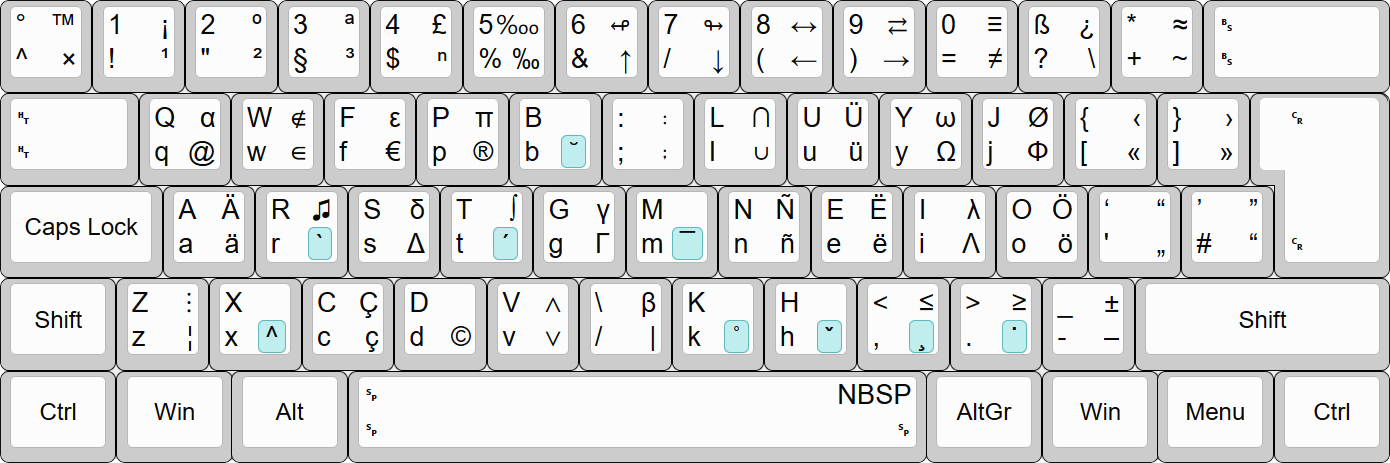 ° ™ 1 ¡ 2 º 3 ª 4 £ 5 ‱ 6 ↫ 7 ↬ 8 ↔ 9 ⇄ 0 ≡ ß ¿ * ≈ ␈
^ × ! ¹ " ² § ³ $ ⁿ % ‰ & ↑ / ↓ ( ← ) → = ≠ ? \ + ~ ␈
␉ Q α W ∉ F ε P π B : : L ∩ U Ü Y ω J Ø { ‹ } › ␍
␉ q @ w ∈ f € p ® b ˘ ; ; l ∪ u ü y Ω j Φ [ « ] »
Caps Lock A Ä R ♫ S δ T ∫ G γ M N Ñ E Ë I λ O Ö ‘ “ ’ ”
a ä r ` s Δ t ´ g Γ m ¯ n ñ e ë i Λ o ö ' „ # “ ␍
Shift Z ⋮ X C Ç D V ∧ \ β K H < ≤ > ≥ _ ± Shift
z ¦ x ^ c ç d © v ∨ / | k ° h ˇ , ¸ . ˙ - –
Ctrl Win Alt ␠ NBSP AltGr Win Menu Ctrl
␠ ␠